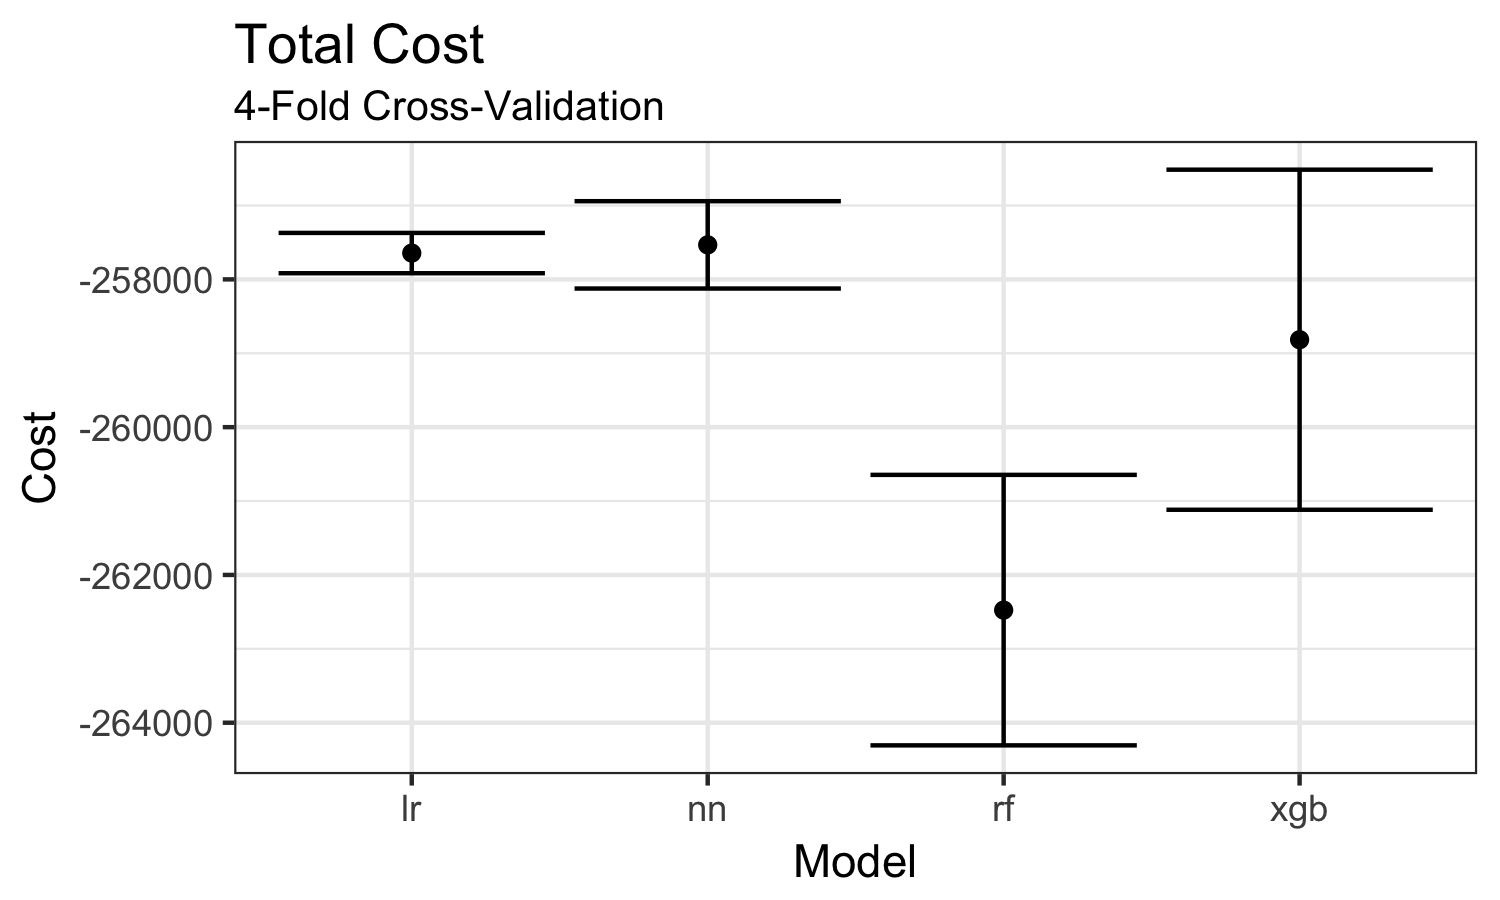 Total Cost
4-Fold Cross-Validation
Cost
-258000
-260000
-262000
-264000
lr nn rf xgb
Model